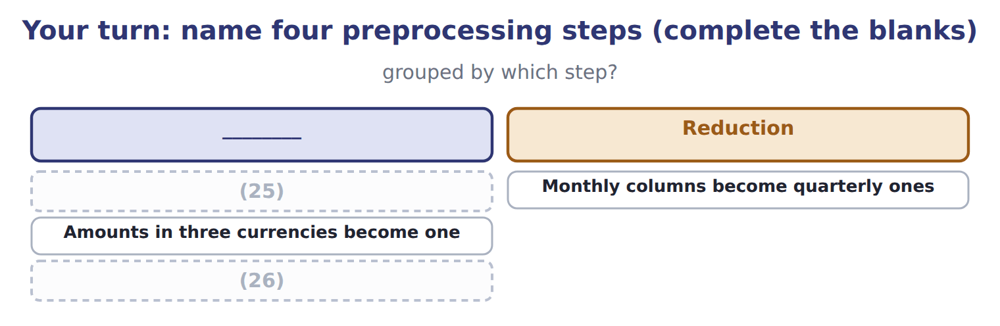 Your turn: name four preprocessing steps (complete the blanks)
grouped by which step?
________
Reduction
(25)
Monthly columns become quarterly ones
Amounts in three currencies become one
(26)